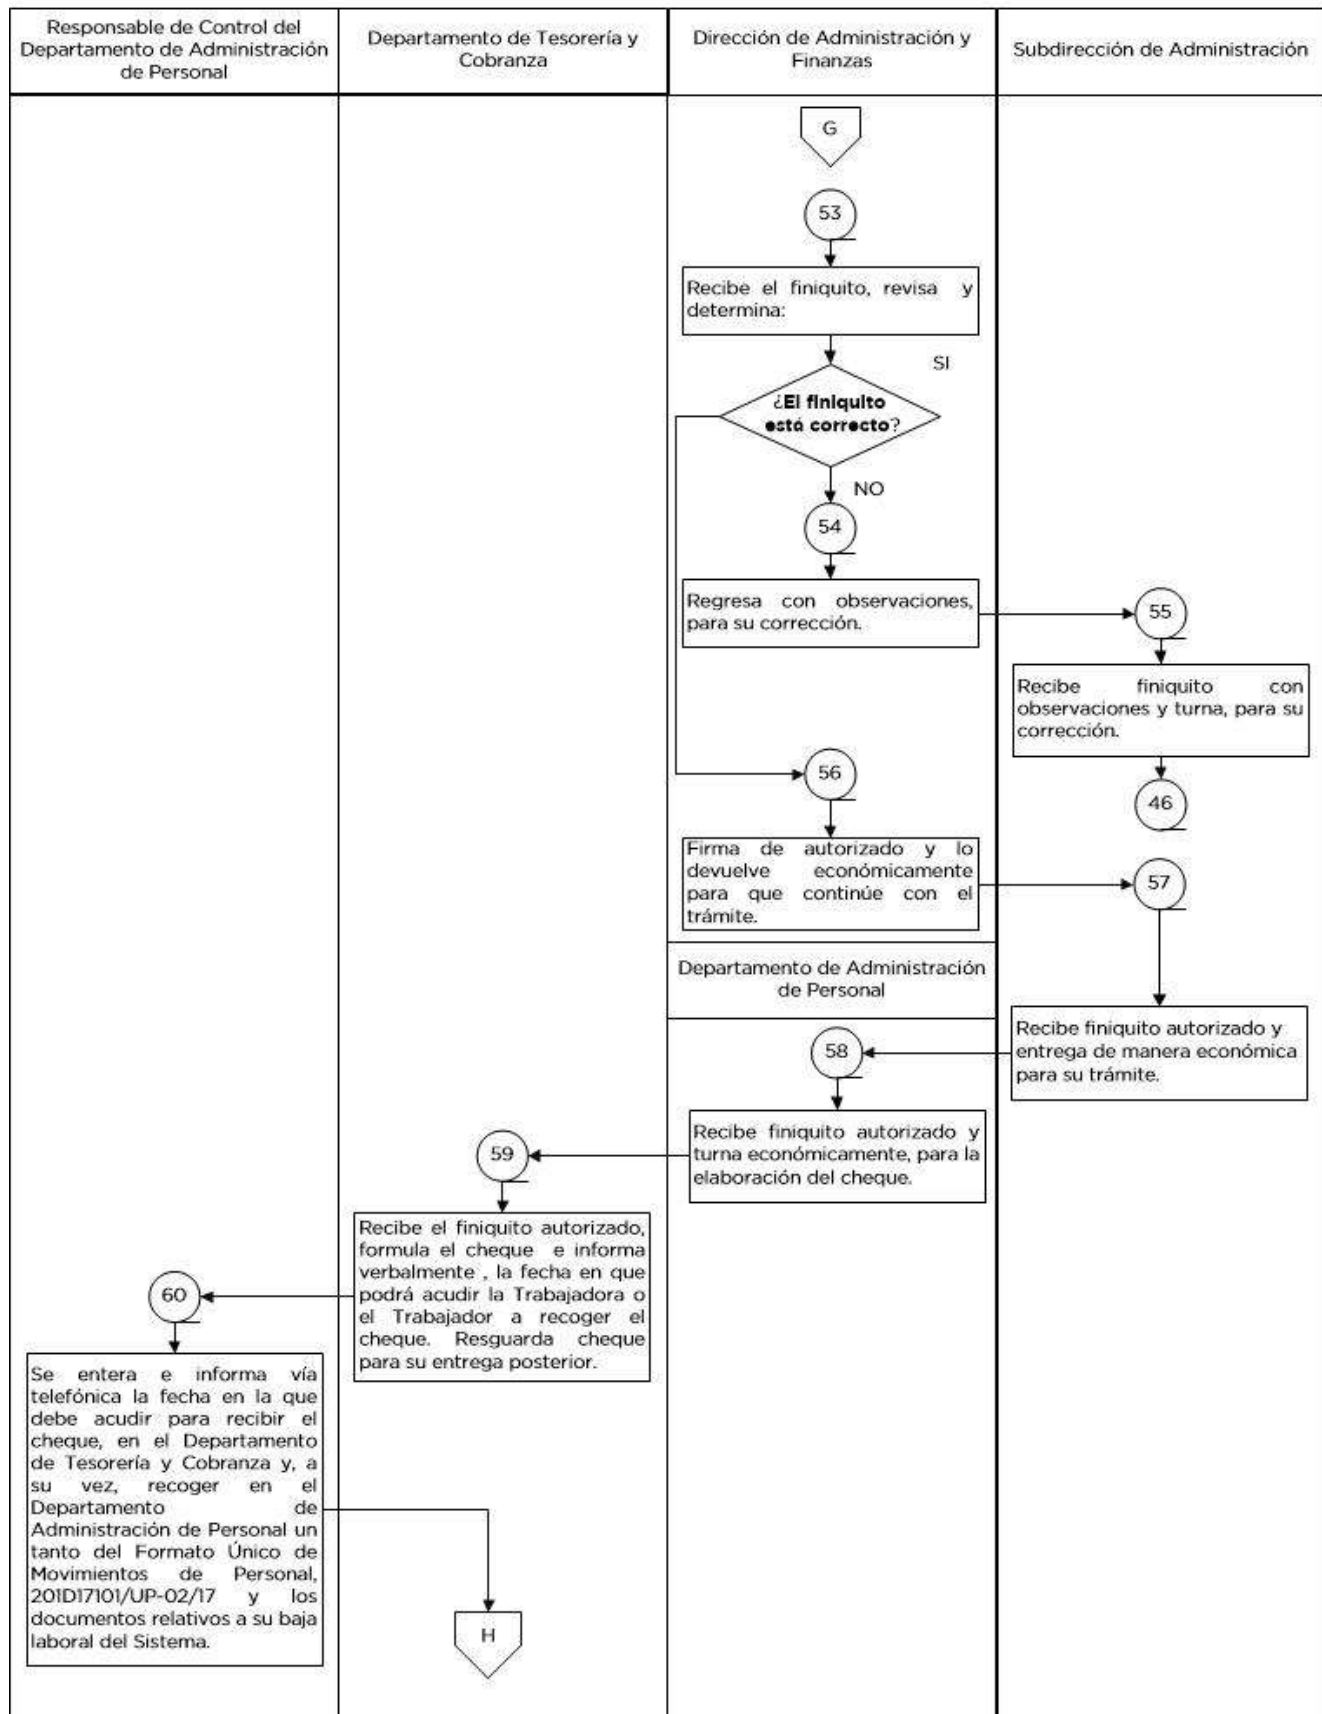 Responsable de Control del
Departamento de Administración
de Personal
Departamento de Tesorería y
Cobranza
Dirección de Administración y
Finanzas
Subdirección de Administración
G
53
Recibe el finiquito, revisa y
determina:
SI
¿El finiquito
está correcto?
NO
54
Regresa con observaciones,
para su corrección.
55
Recibe finiquito con
observaciones y turna, para su
corrección.
46
56
Firma de autorizado y lo
devuelve económicamente
para que continúe con el
trámite.
57
Departamento de Administración
de Personal
Recibe finiquito autorizado y
entrega de manera económica
para su trámite.
58
Recibe finiquito autorizado y
turna económicamente, para la
elaboración del cheque.
59
Recibe el finiquito autorizado,
formula el cheque e informa
verbalmente , la fecha en que
podrá acudir la Trabajadora o
el Trabajador a recoger el
cheque. Resguarda cheque
para su entrega posterior.
60
Se entera e informa vía
telefónica la fecha en la que
debe acudir para recibir el
cheque, en el Departamento
de Tesorería y Cobranza y, a
su vez, recoger en el
Departamento de
Administración de Personal un
tanto del Formato Único de
Movimientos de Personal,
201D17101/UP-02/17 y los
documentos relativos a su baja
laboral del Sistema.
H